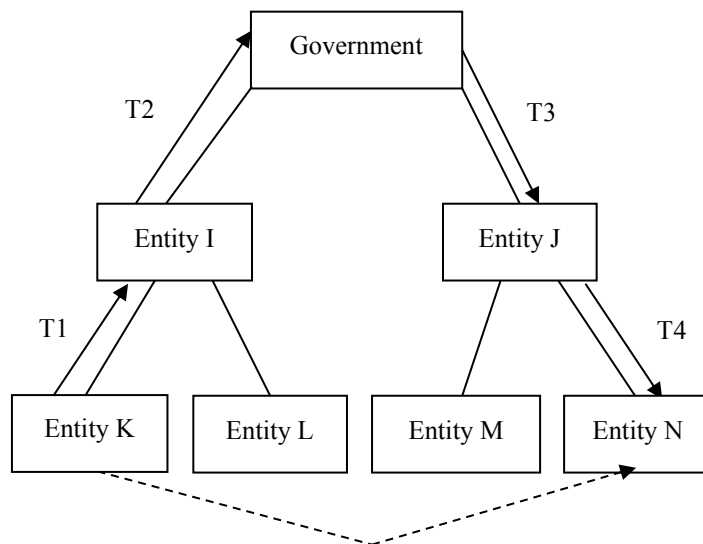 Government
T2
T3
Entity I
Entity J
T1
T4
Entity K
Entity L
Entity M
Entity N